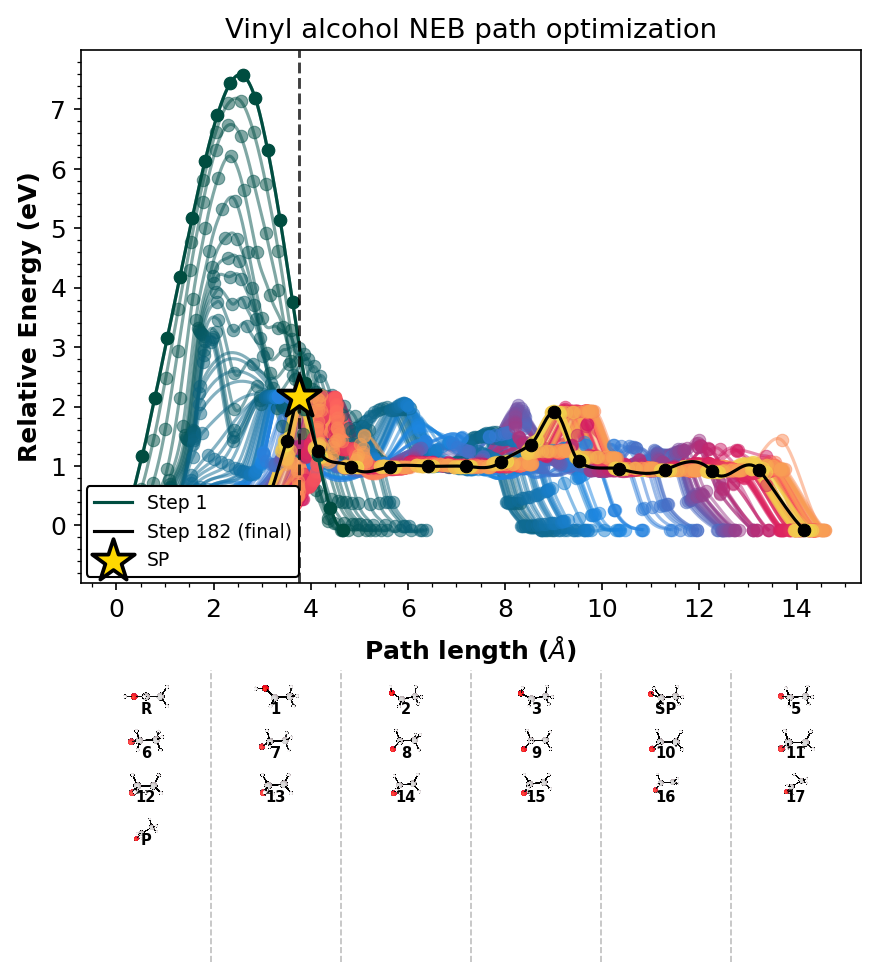 Vinyl alcohol NEB path optimization
Relative Energy (eV)
7
6
5
4
3
2
1
0
Step 1
Step 182 (final)
SP
0 2 4 6 8 10 12 14
Path length (Å)
R 1 2 3 SP 5
6 7 8 9 10 11
12 13 14 15 16 17
P